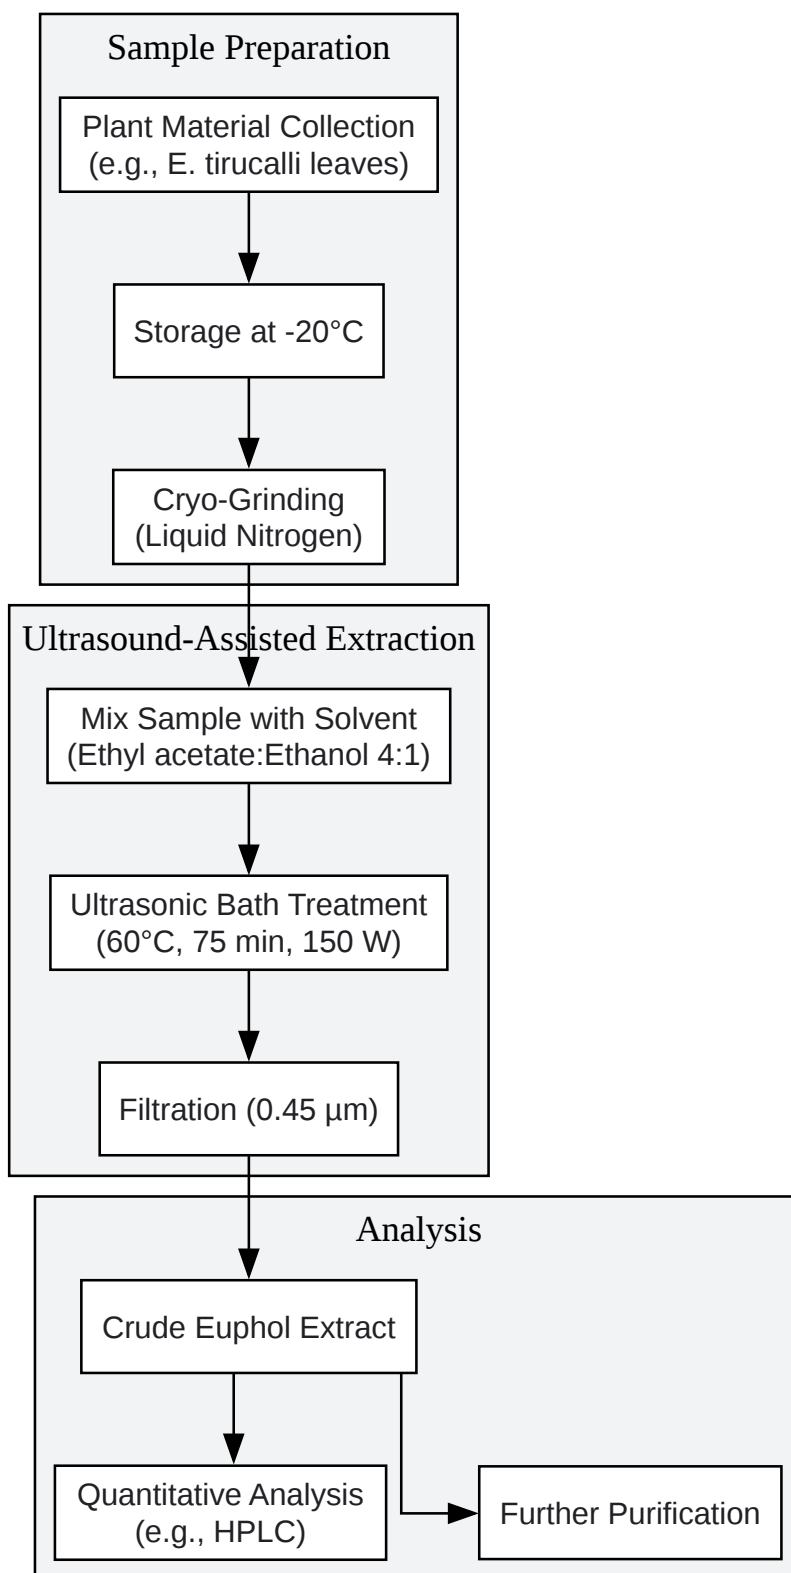 Sample Preparation
Plant Material Collection
(e.g., E. tirucalli leaves)
Storage at -20°C
Cryo-Grinding
(Liquid Nitrogen)
Ultrasound-Assisted Extraction
Mix Sample with Solvent
(Ethyl acetate:Ethanol 4:1)
Ultrasonic Bath Treatment
(60°C, 75 min, 150 W)
Filtration (0.45 µm)
Analysis
Crude Euphol Extract
Quantitative Analysis
(e.g., HPLC)
Further Purification